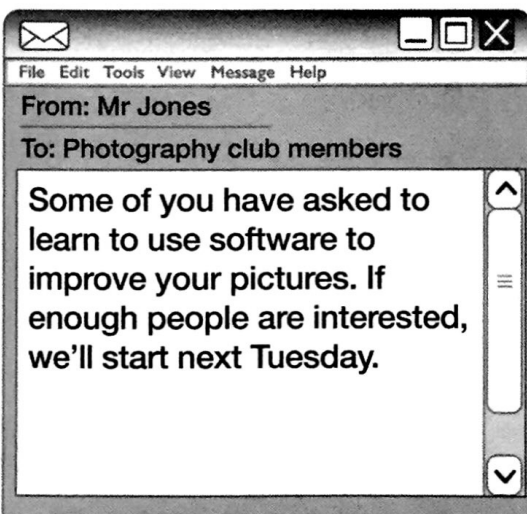 File Edit Tools View Message Help
From: Mr Jones
To: Photography club members
Some of you have asked to
learn to use software to
improve your pictures. If
enough people are interested,
we'll start next Tuesday.